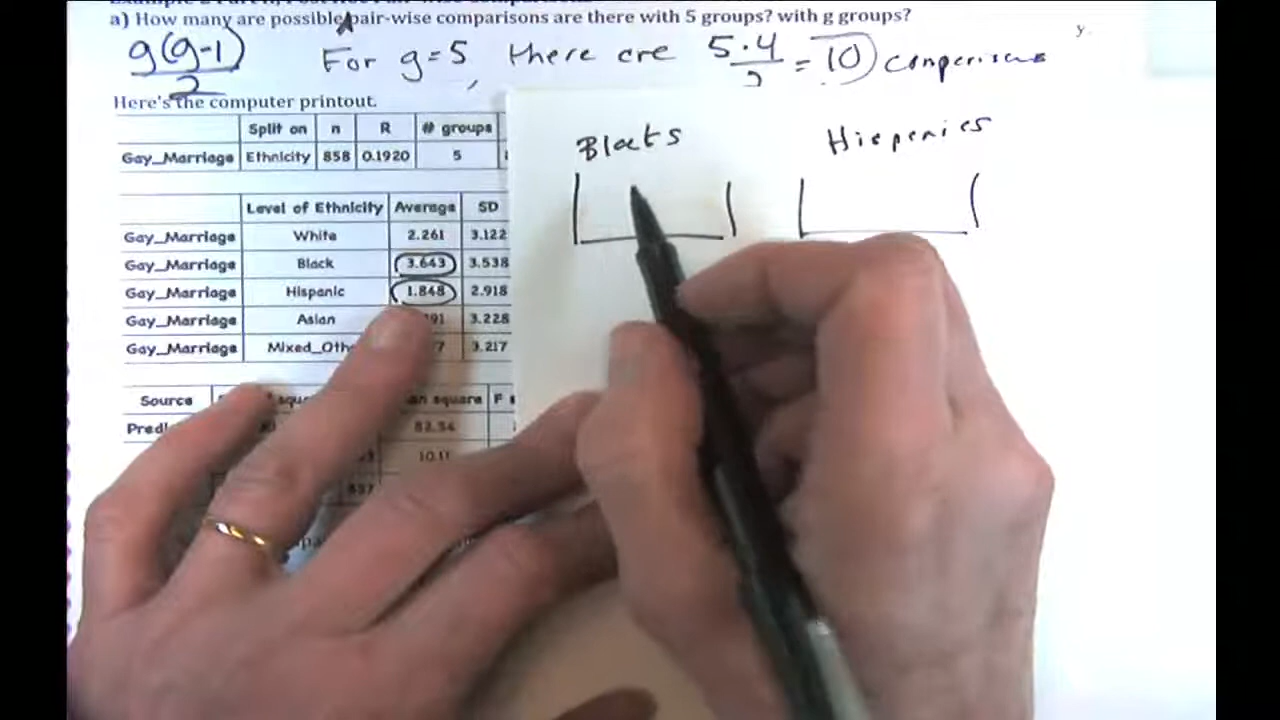 a) How many are possible pair-wise comparisons are there with 5 groups? with g groups?
g(g-1)
2
For g=5, there are 5·4 = 10 comparisons
Here's the computer printout.
Split on n R # groups
Gay_Marriage Ethnicity 858 0.1920 5
Blacks Hispanics
Level of Ethnicity Average SD
Gay_Marriage White 2.261 3.122
Gay_Marriage Black 3.643 3.538
Gay_Marriage Hispanic 1.848 2.918
Gay_Marriage Asian 3.228
Gay_Marriage 3.217
Source square F
82.54
10.11
857